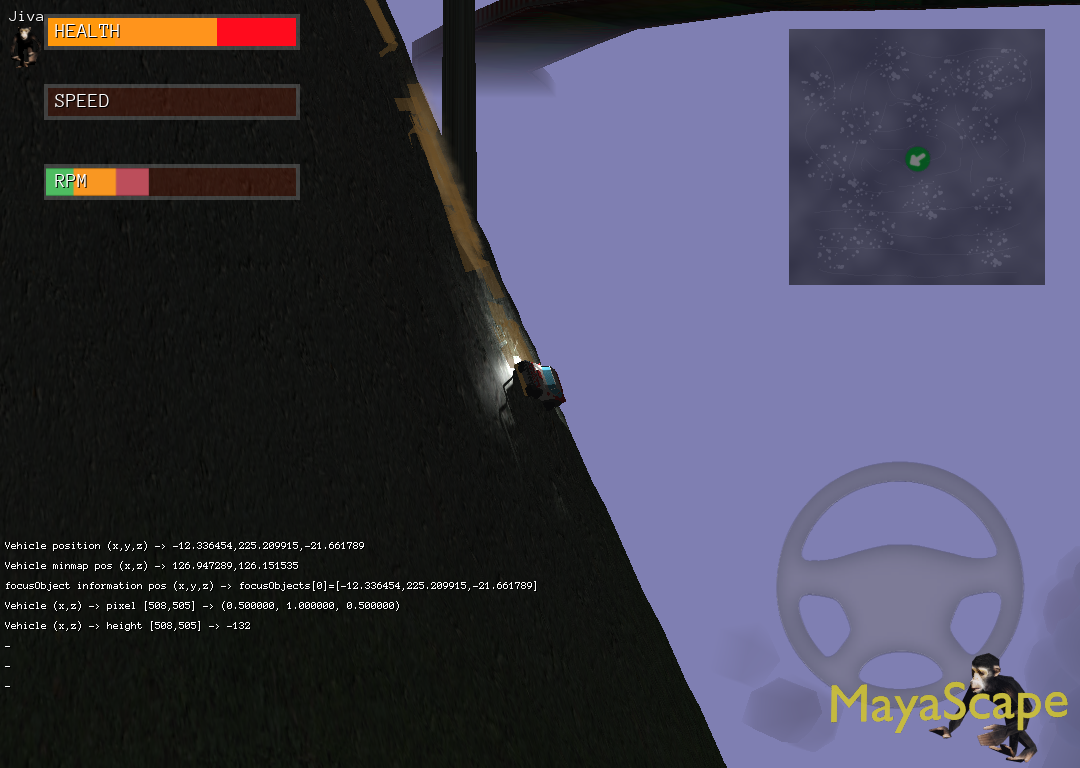 Jiva
HEALTH
SPEED
RPM
Vehicle position (x,y,z) -> -12.336454,225.209915,-21.661789
Vehicle minmap pos (x,z) -> 126.947289,126.151535
focusObject information pos (x,y,z) -> focusObjects[0]=[-12.336454,225.209915,-21.661789]
Vehicle (x,z) -> pixel [508,505] -> (0.500000, 1.000000, 0.500000)
Vehicle (x,z) -> height [508,505] -> -132
-
-
-
MayaScape